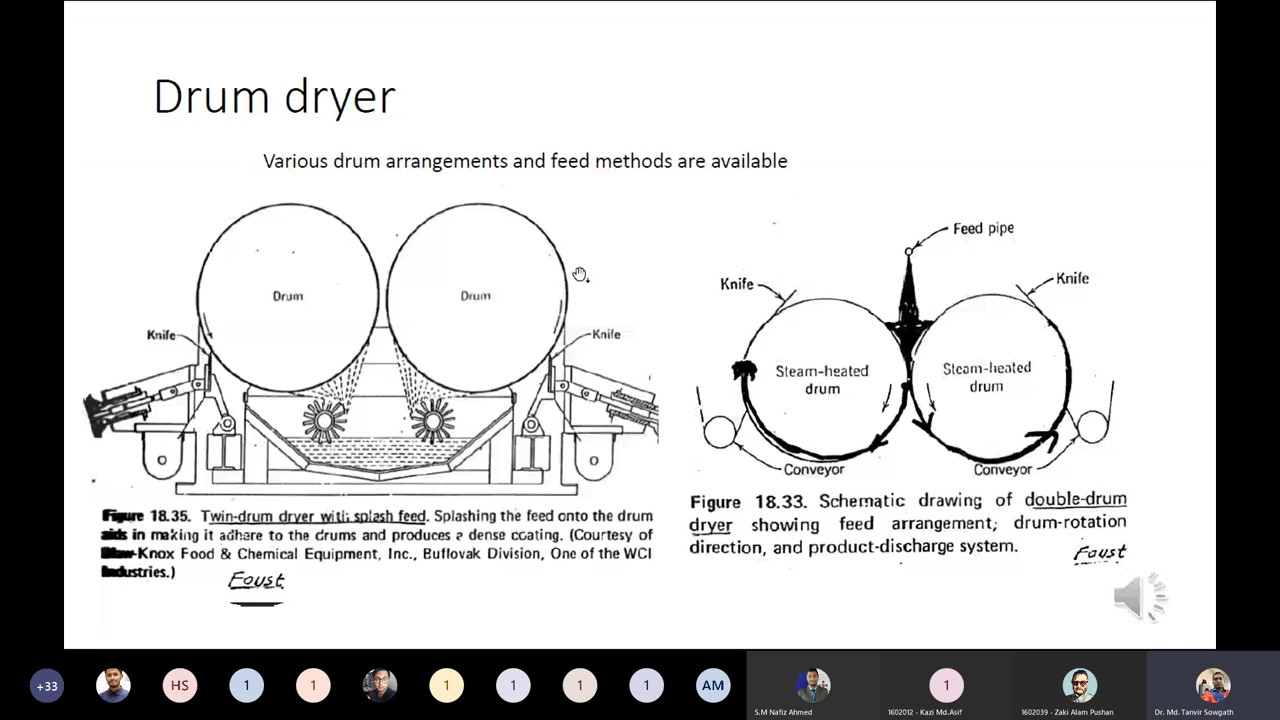 Drum dryer
Various drum arrangements and feed methods are available
Drum
Drum
Knife
Knife
Figure 18.35. Twin-drum dryer with splash feed. Splashing the feed onto the drum
aids in making it adhere to the drums and produces a dense coating. (Courtesy of
Blaw-Knox Food & Chemical Equipment, Inc., Buflovak Division, One of the WCI
Industries.)
Foust
Feed pipe
Knife
Knife
Steam-heated
drum
Steam-heated
drum
Conveyor
Conveyor
Figure 18.33. Schematic drawing of double-drum
dryer showing feed arrangement; drum-rotation
direction, and product-discharge system.
Foust
+33
HS
1
1
1
1
1
1
AM
1
S.M Nafiz Ahmed
1602012 - Kazi Md.Asif
1602039 - Zaki Alam Pushan
Dr. Md. Tanvir Sowgath